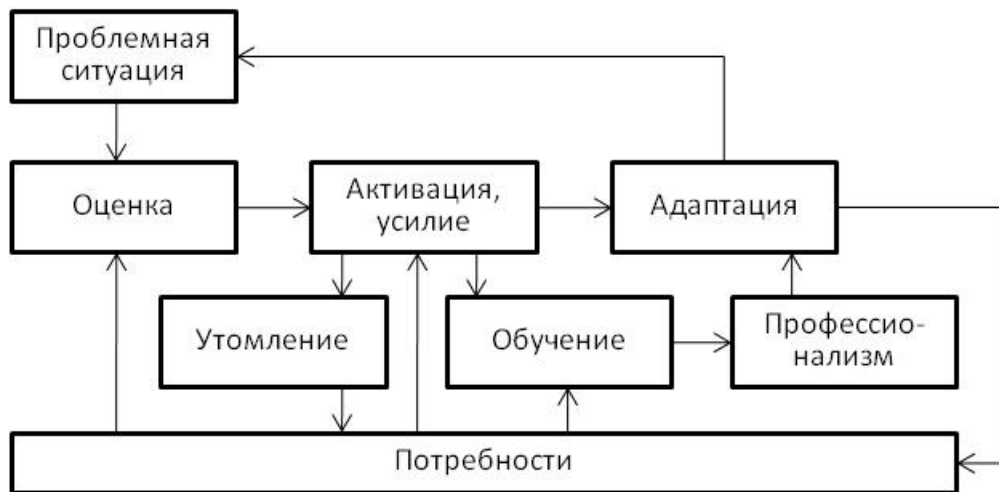 Проблемная
ситуация
Оценка
Активация,
усилие
Адаптация
Утомление
Обучение
Профессио-
нализм
Потребности